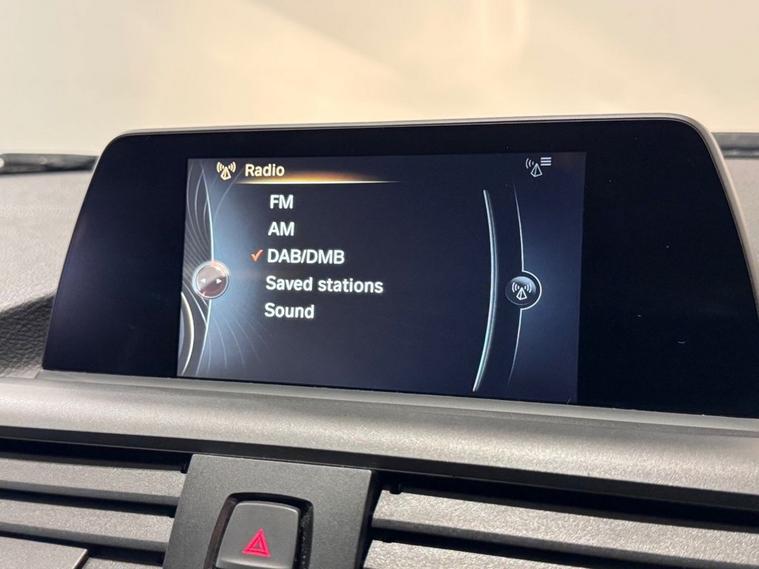 Radio
FM
AM
DAB/DMB
Saved stations
Sound